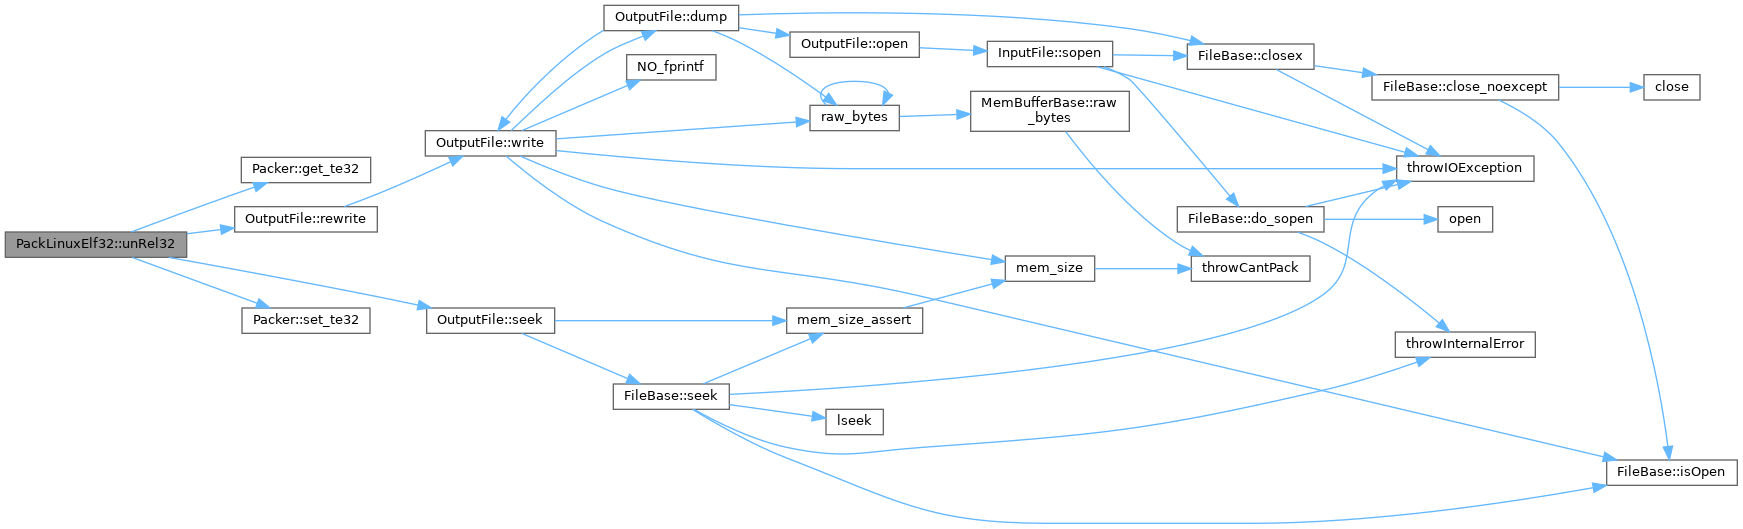 OutputFile::dump
OutputFile::open
InputFile::sopen
FileBase::closex
NO_fprintf
FileBase::close_noexcept
close
MemBufferBase::raw
_bytes
raw_bytes
OutputFile::write
Packer::get_te32
throwIOException
OutputFile::rewrite
FileBase::do_sopen
open
PackLinuxElf32::unRel32
mem_size
throwCantPack
Packer::set_te32
OutputFile::seek
mem_size_assert
throwInternalError
FileBase::seek
lseek
FileBase::isOpen